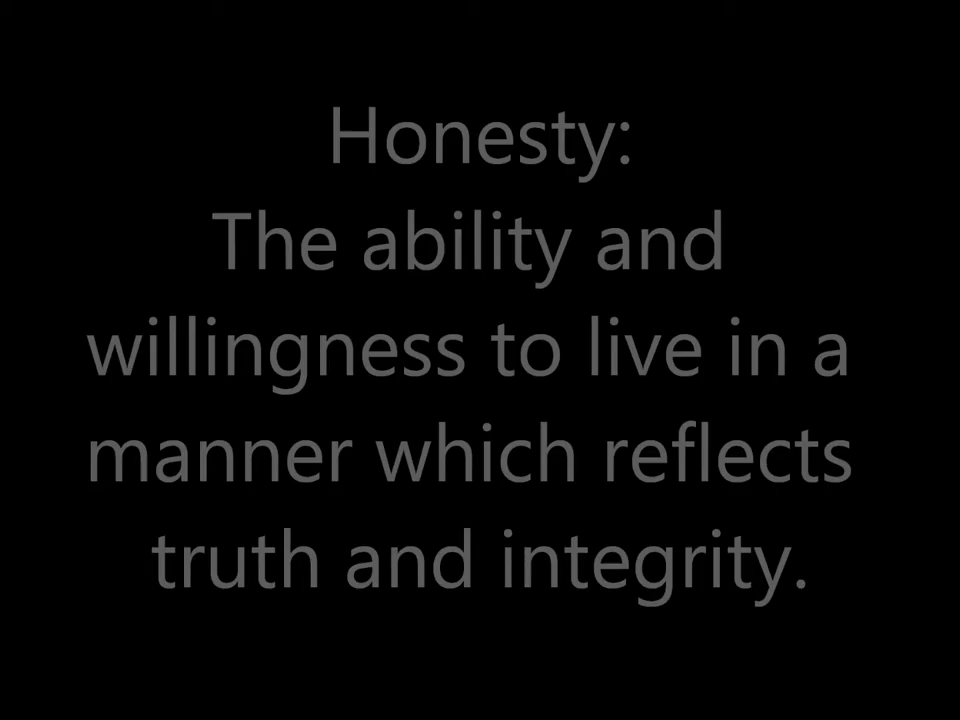 Honesty:
The ability and
willingness to live in a
manner which reflects
truth and integrity.